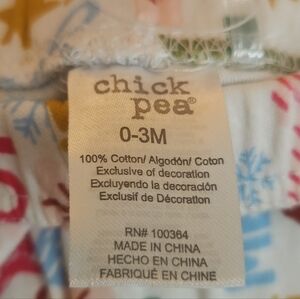 chick
pea®
0-3M
100% Cotton/ Algodón/ Coton
Exclusive of decoration
Excluyendo la decoración
Exclusif de Décoration
RN# 100364
MADE IN CHINA
HECHO EN CHINA
FABRIQUÉ EN CHINE